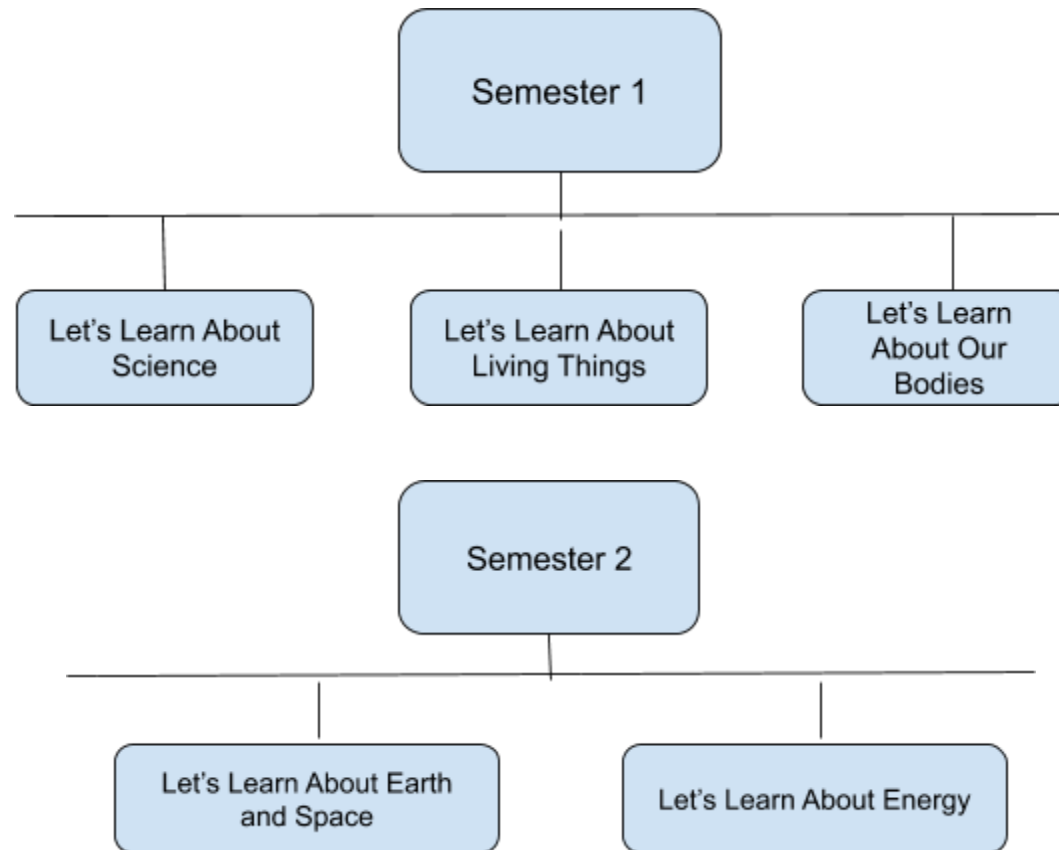 Semester 1
Let’s Learn About
Science
Let’s Learn About
Living Things
Let’s Learn
About Our
Bodies
Semester 2
Let’s Learn About Earth
and Space
Let’s Learn About Energy